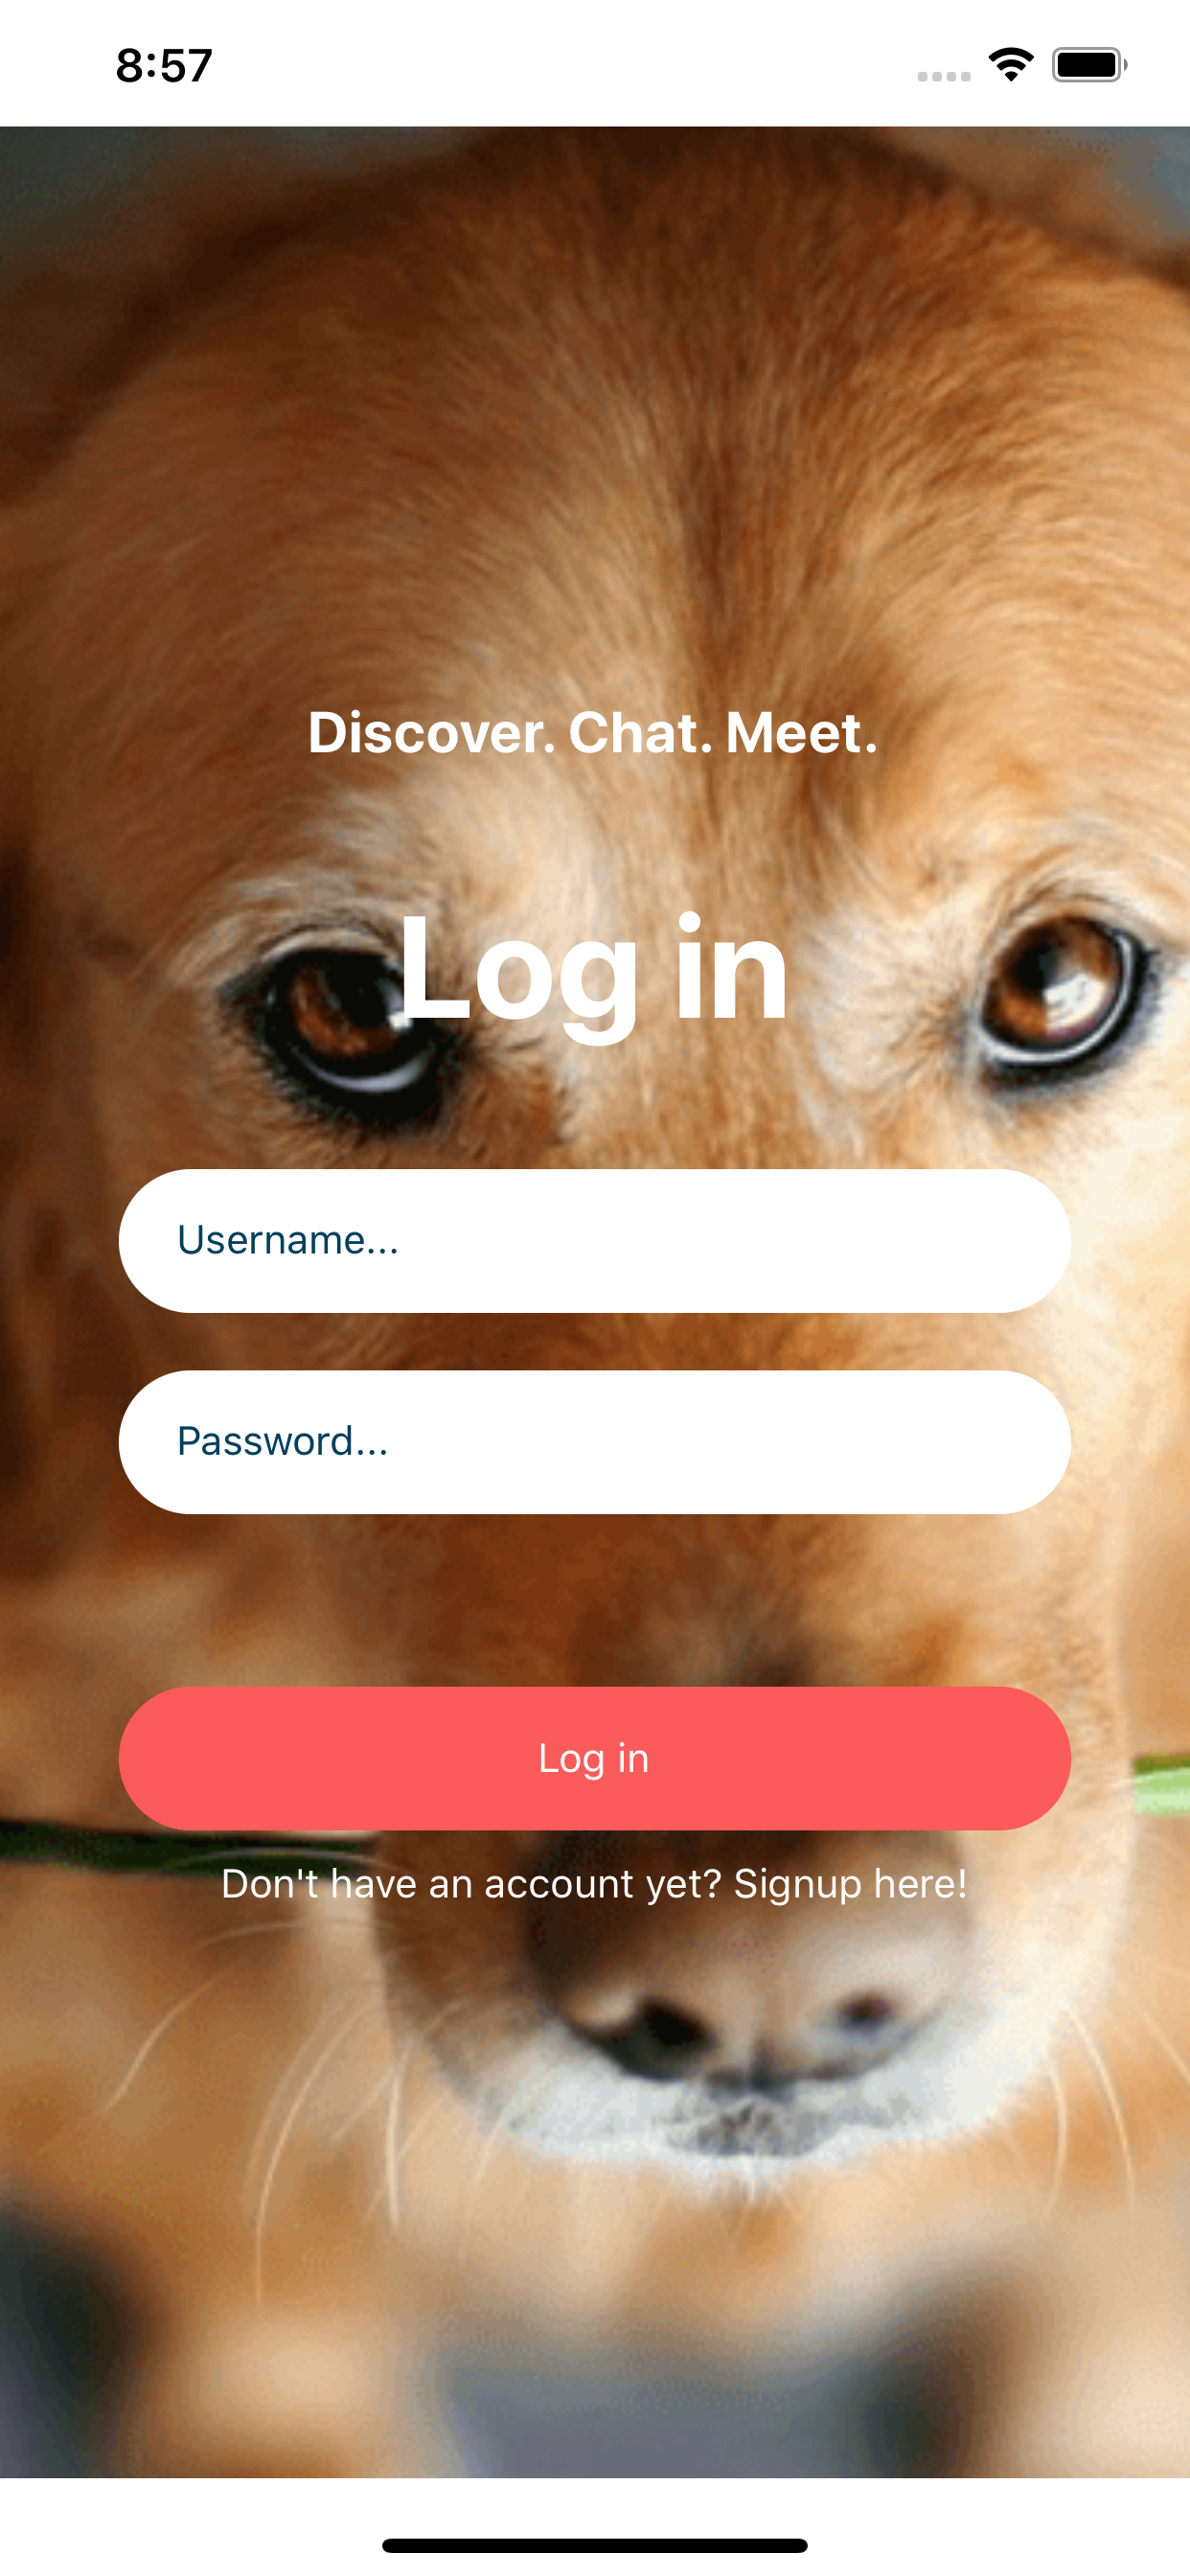 8:57
Discover. Chat. Meet.
Log in
Username...
Password...
Log in
Don't have an account yet? Signup here!